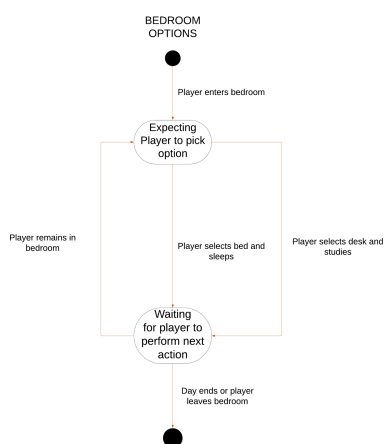 BEDROOM
OPTIONS
Player enters bedroom
Expecting
Player to pick
option
Player remains in
bedroom
Player selects bed and
sleeps
Player selects desk and
studies
Waiting
for player to
perform next
action
Day ends or player
leaves bedroom